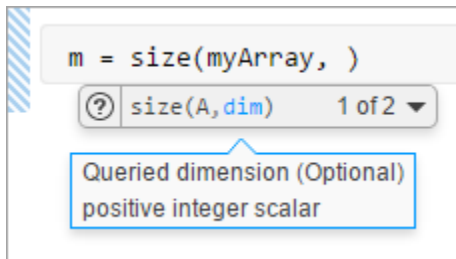 m = size(myArray, )
? size(A,dim) 1 of 2
Queried dimension (Optional)
positive integer scalar